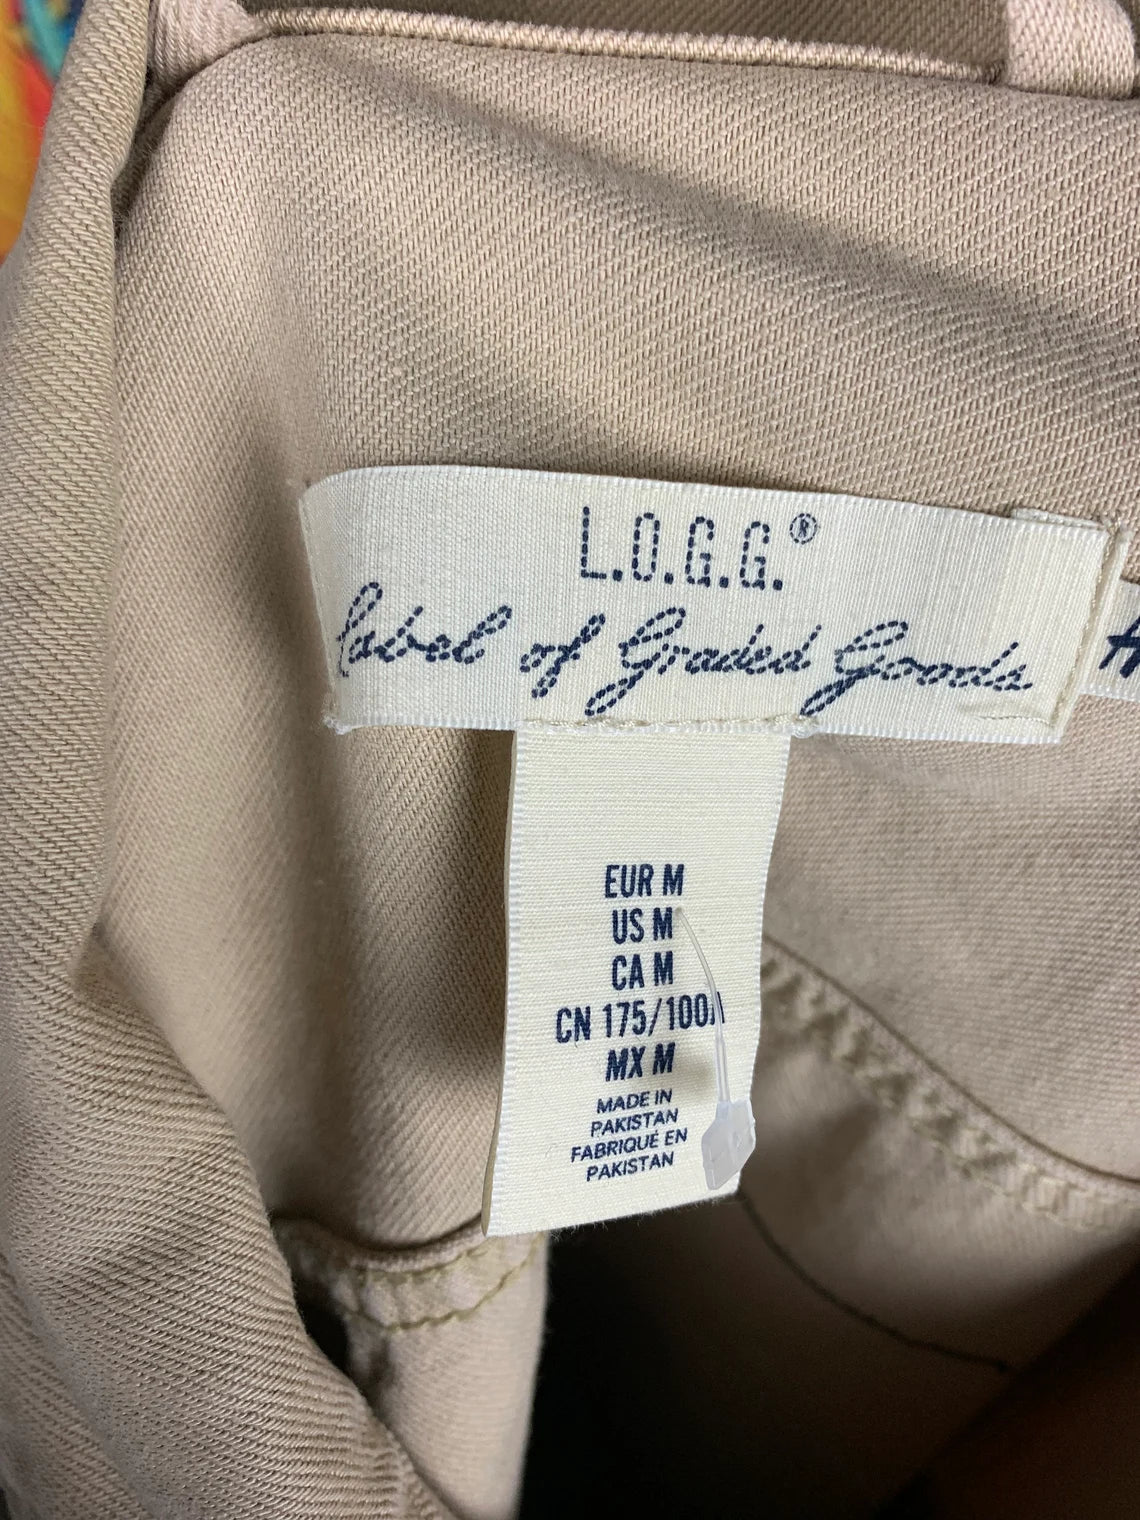 L.O.G.G.®
Label of Graded Goods
EUR M
US M
CA M
CN 175/100A
MX M
MADE IN
PAKISTAN
FABRIQUÉ EN
PAKISTAN